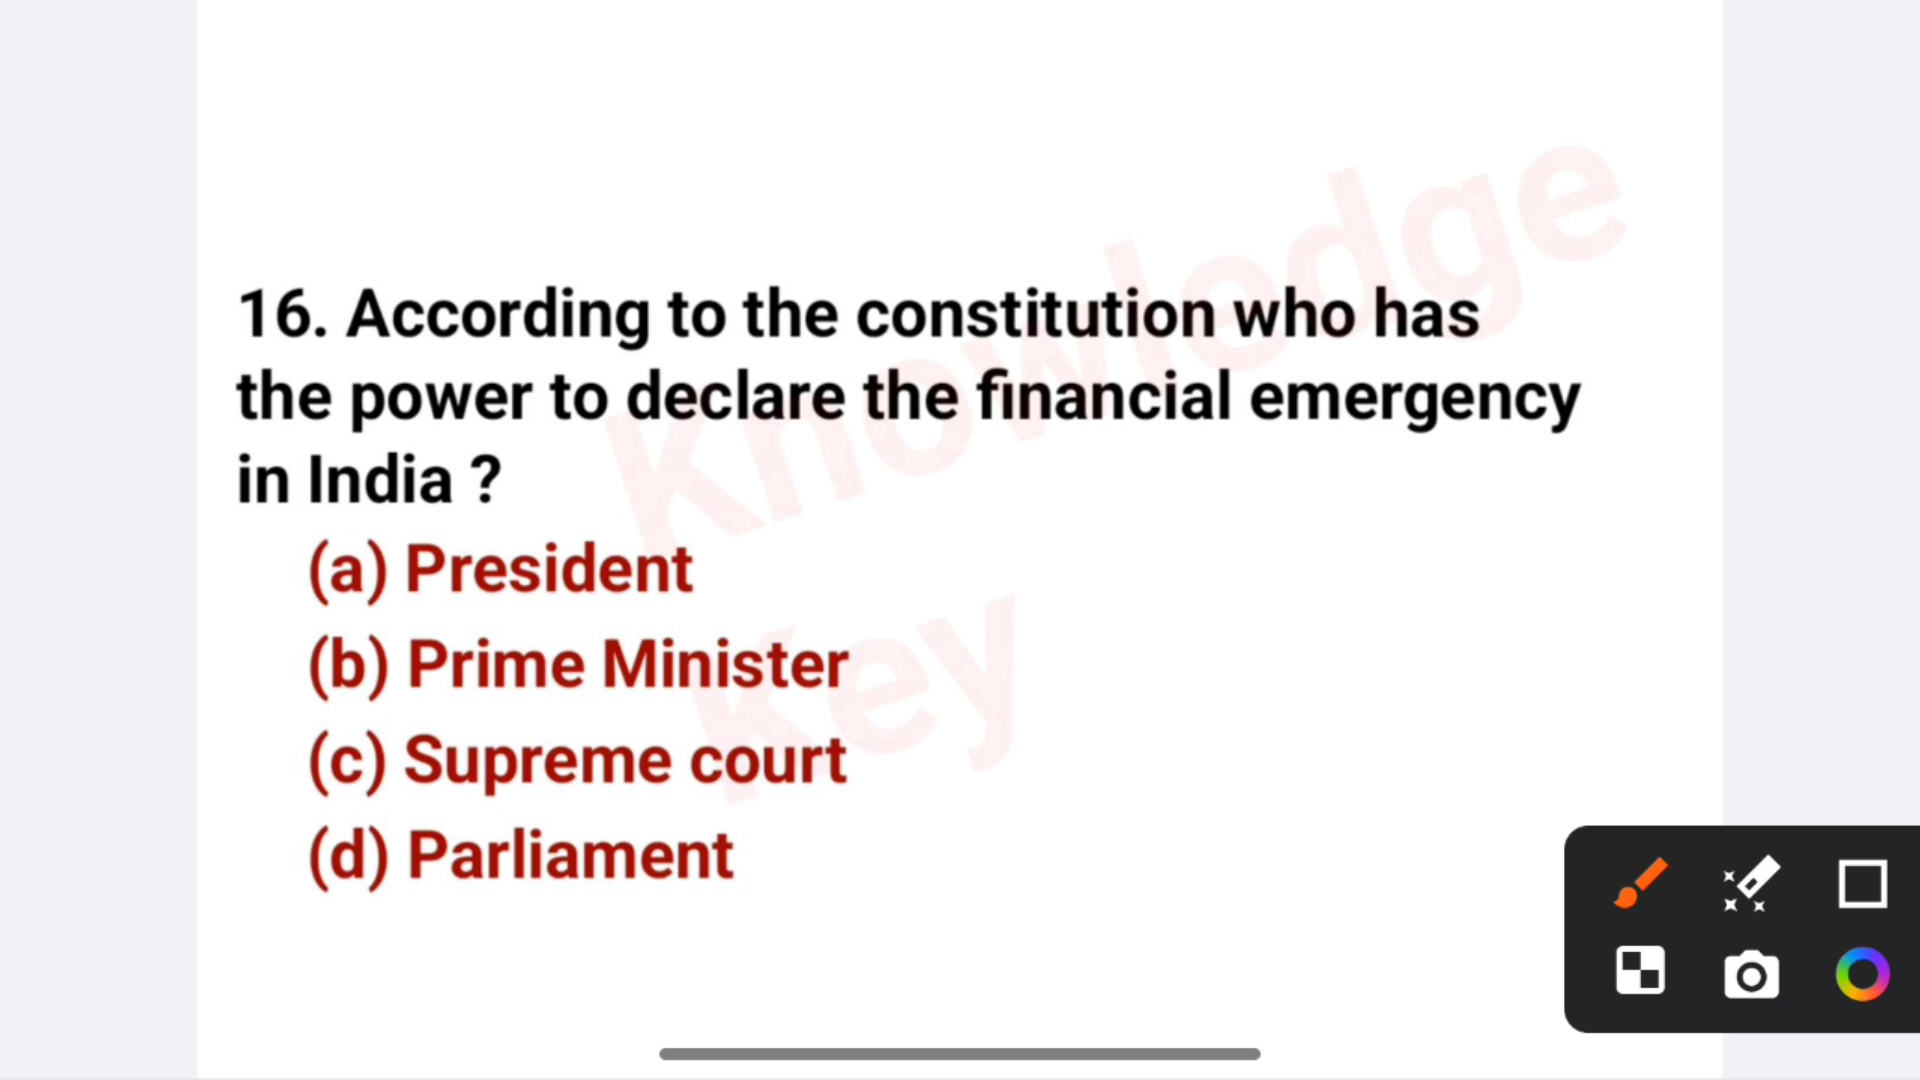 Knowledge
16. According to the constitution who has
the power to declare the financial emergency
in India ?
(a) President
Key
(b) Prime Minister
(c) Supreme court
(d) Parliament